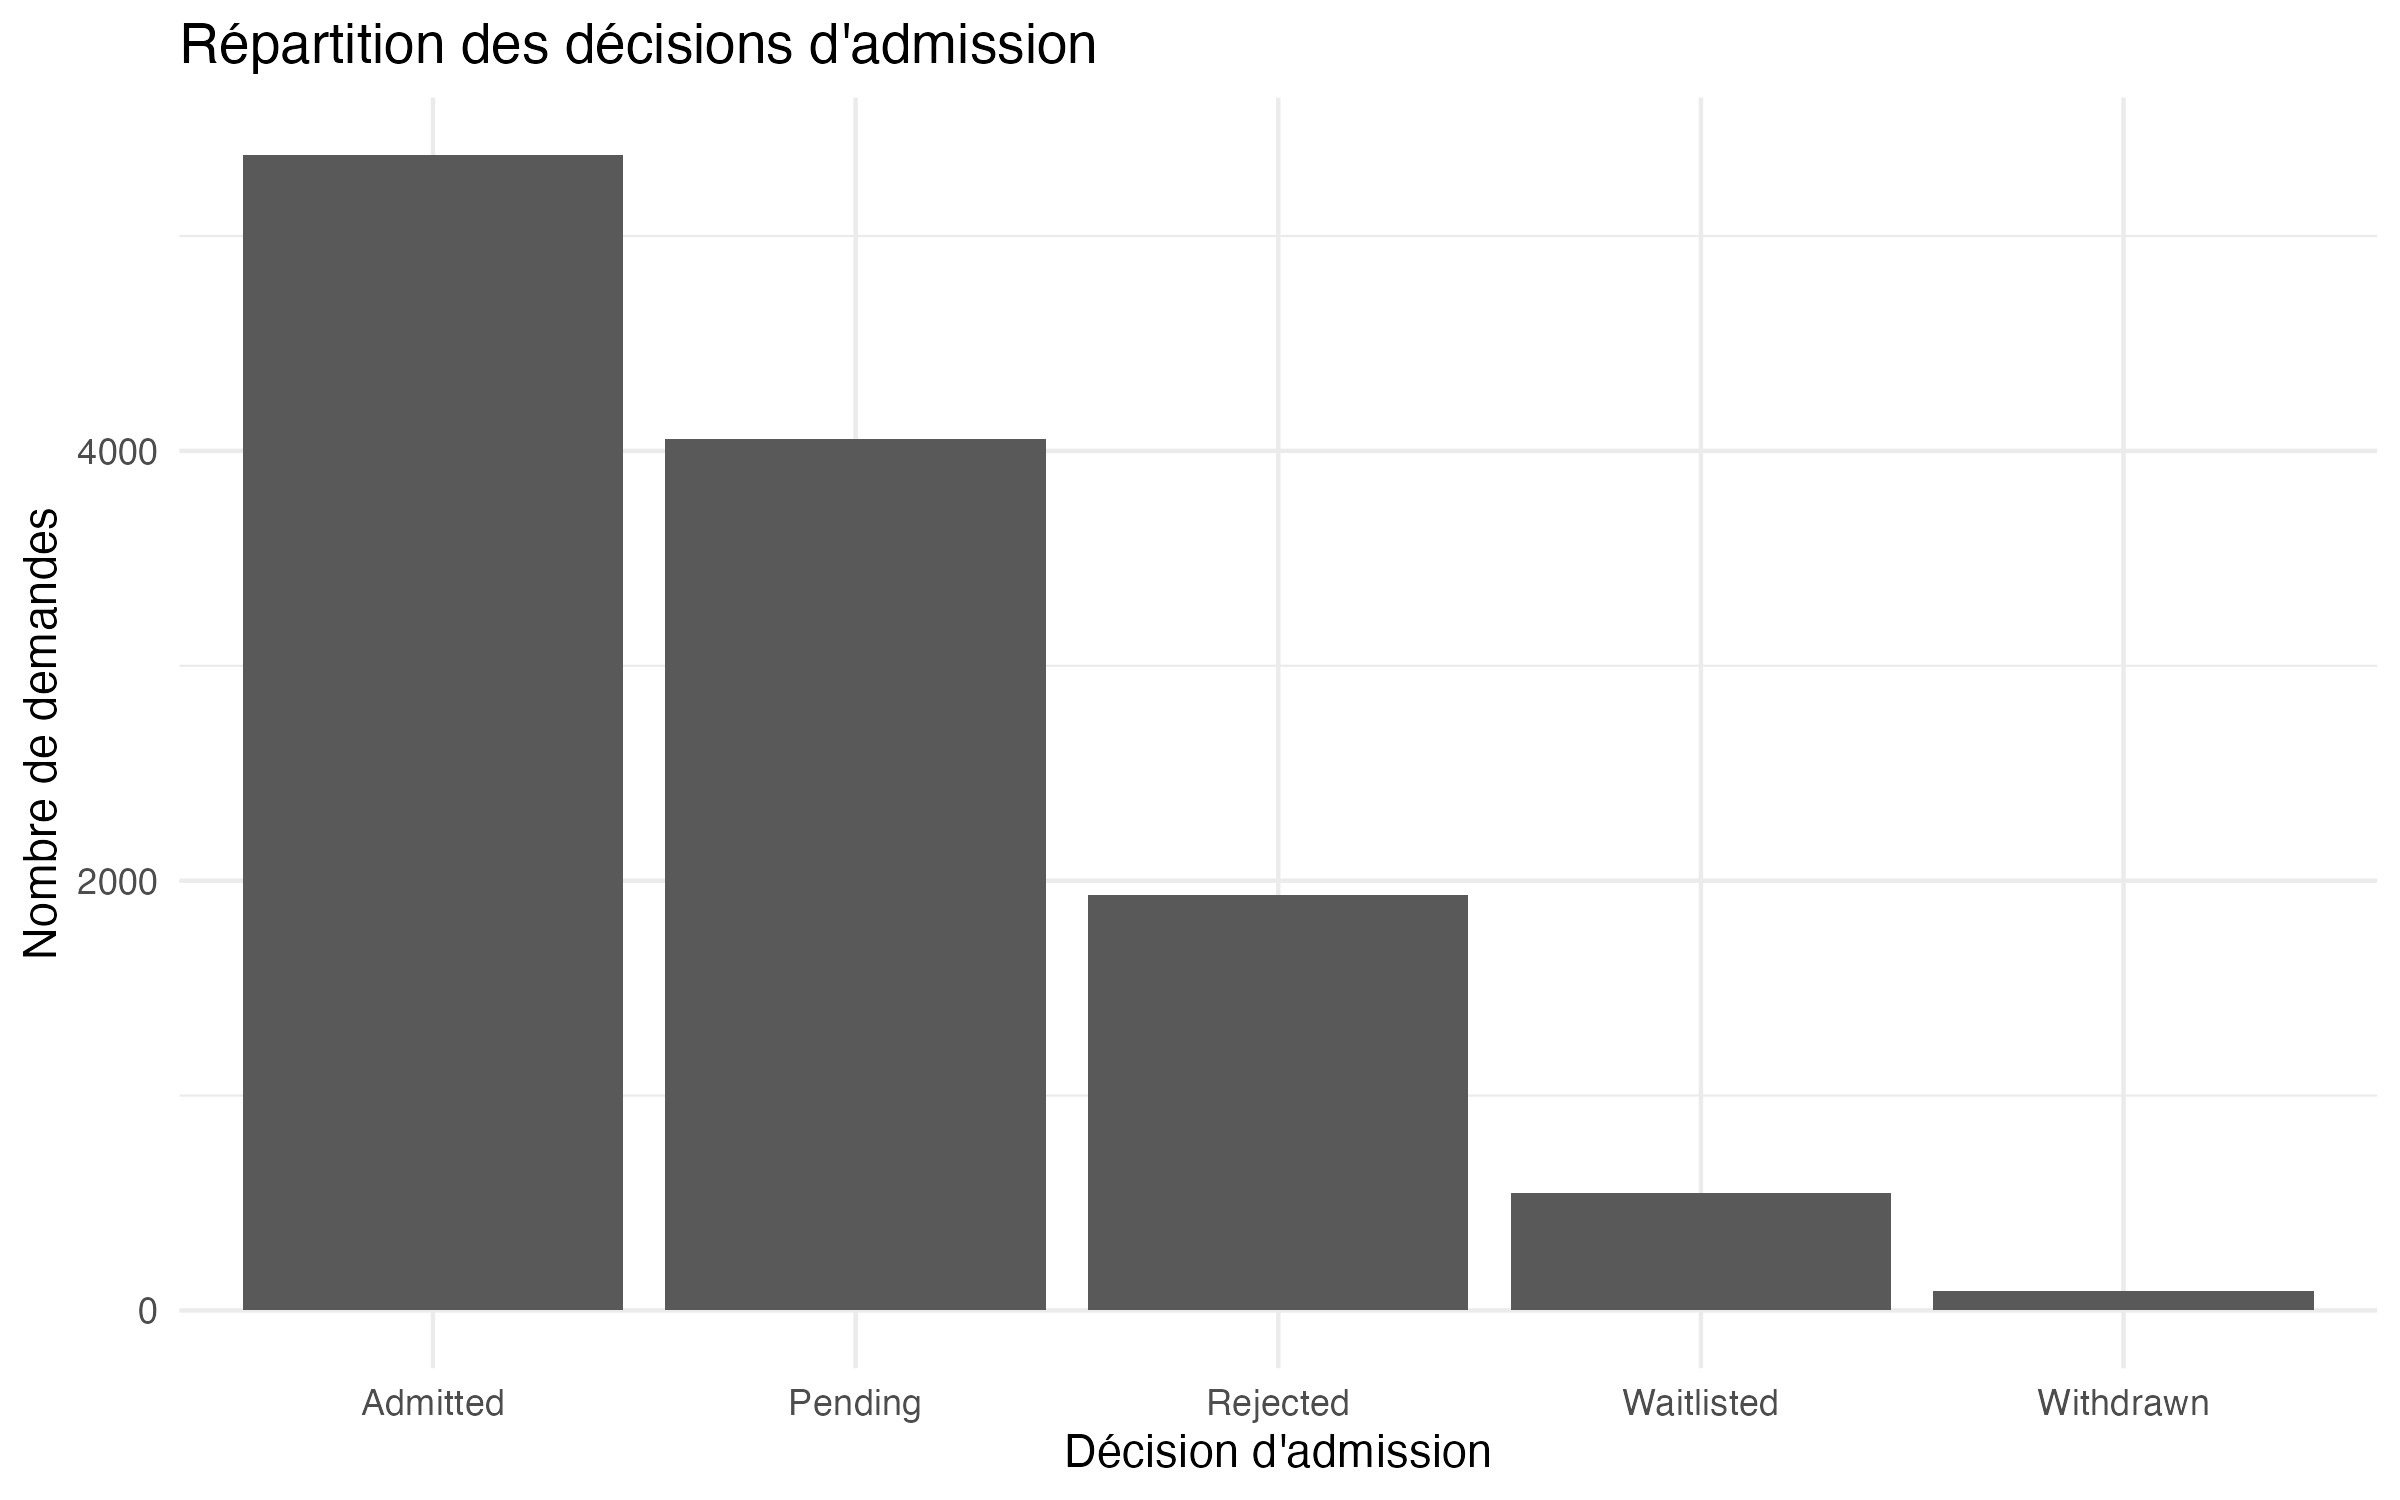 Répartition des décisions d'admission
Nombre de demandes
4000
2000
0
Admitted
Pending
Rejected
Waitlisted
Withdrawn
Décision d'admission